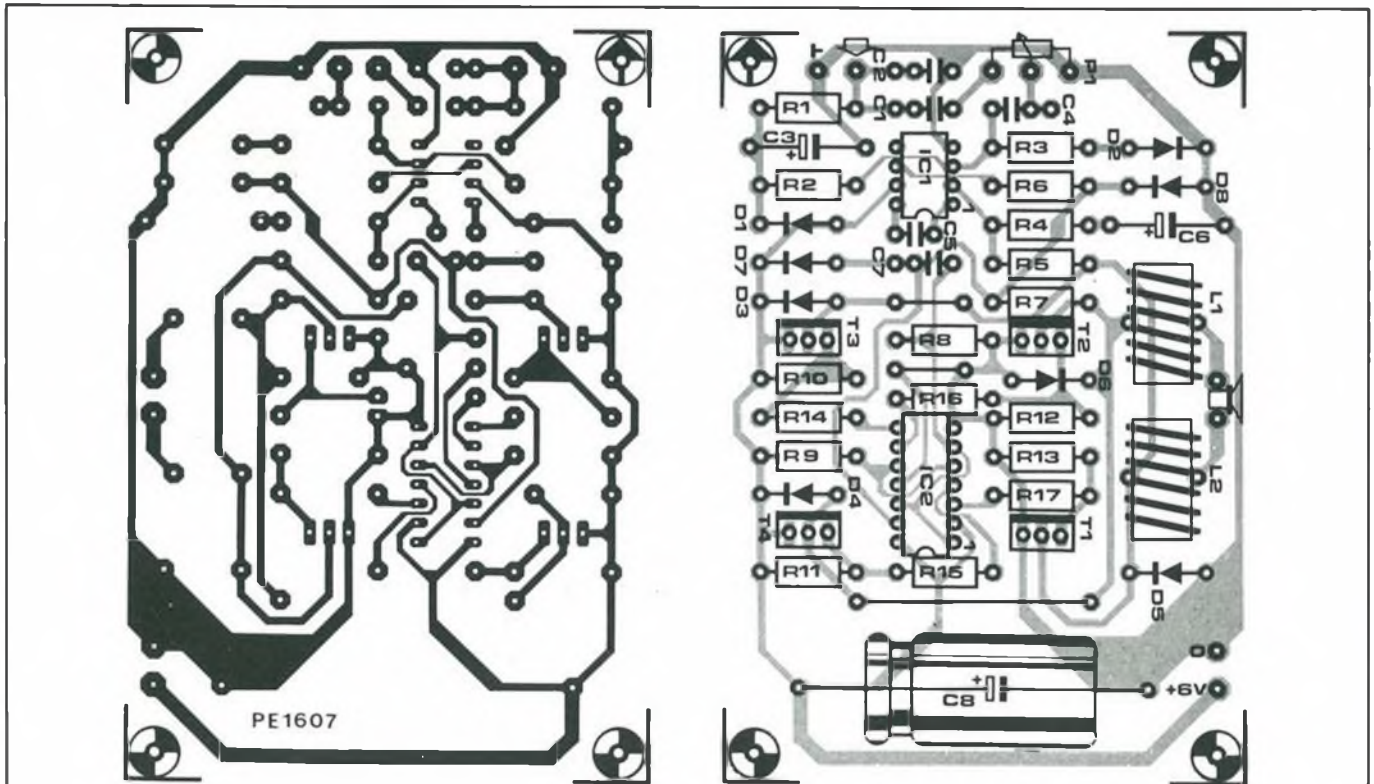 PE1607
⊥ C2 P1
R1 C1 C4
C3 + IC1 R3 D2
R2 R6 D8
D1 1 R4 + C6
D7 C7 C5 R5
D3 R7 L1
T3 R8 T2
R10 D6
R16
R14 R12
R9 IC2 R13 L2
D4 R17
T4 1 T1
R11 R15 D5
0
C8 + +6V